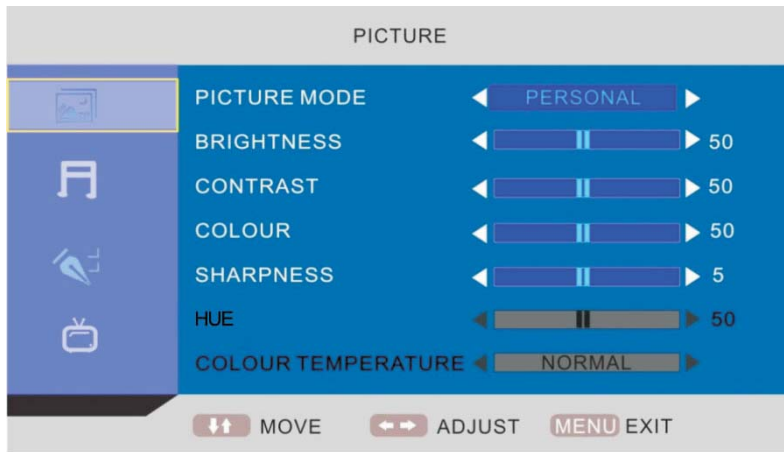 PICTURE
PICTURE MODE PERSONAL
BRIGHTNESS 50
CONTRAST 50
COLOUR 50
SHARPNESS 5
HUE 50
COLOUR TEMPERATURE NORMAL
MOVE ADJUST MENU EXIT